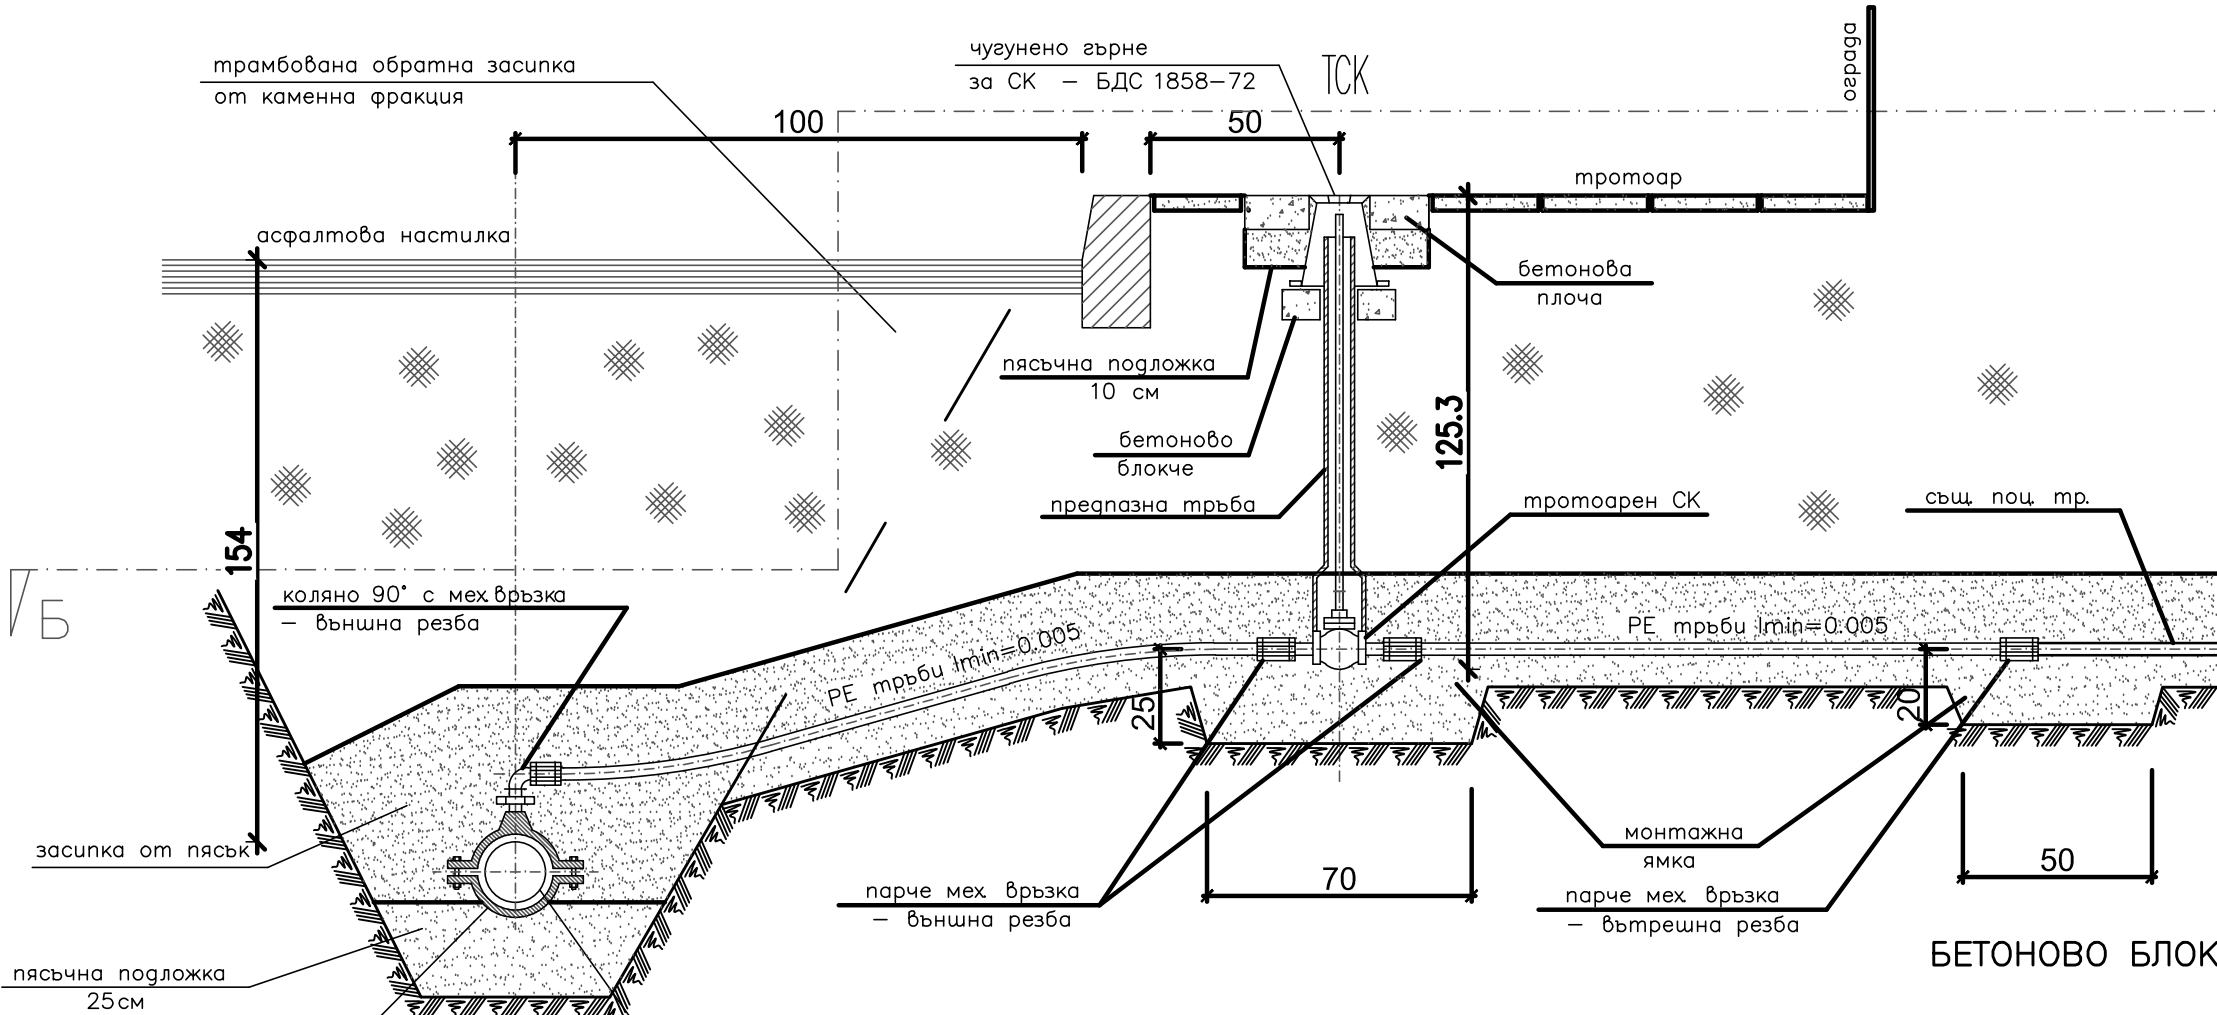 трамбована обратна засипка
от каменна фракция
чугунено гърне
за СК – БДС 1858–72
ТСК
ограда
100
50
тротоар
асфалтова настилка
бетонова
плоча
пясъчна подложка
10 см
125.3
бетоново
блокче
предпазна тръба
тротоарен СК
същ. поц. тр.
154
Б
коляно 90° с мех.връзка
– външна резба
PE тръби Imin=0.005
PE тръби Imin=0.005
25
20
засипка от пясък
монтажна
ямка
70
50
парче мех. връзка
– външна резба
парче мех. връзка
– вътрешна резба
БЕТОНОВО БЛОК
пясъчна подложка
25см